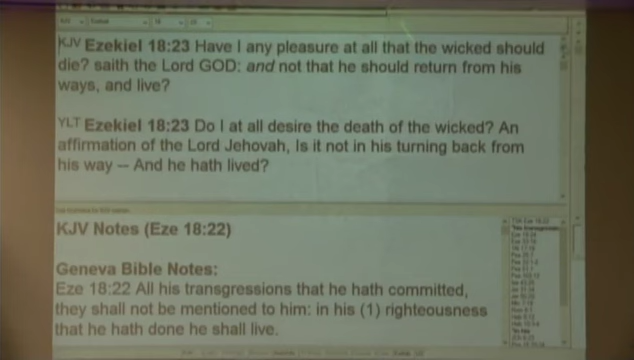 KJV Ezekiel 18:23 Have I any pleasure at all that the wicked should
die? saith the Lord GOD: and not that he should return from his
ways, and live?
YLT Ezekiel 18:23 Do I at all desire the death of the wicked? An
affirmation of the Lord Jehovah, Is it not in his turning back from
his way -- And he hath lived?
KJV Notes (Eze 18:22)
Geneva Bible Notes:
Eze 18:22 All his transgressions that he hath committed,
they shall not be mentioned to him: in his (1) righteousness
that he hath done he shall live.